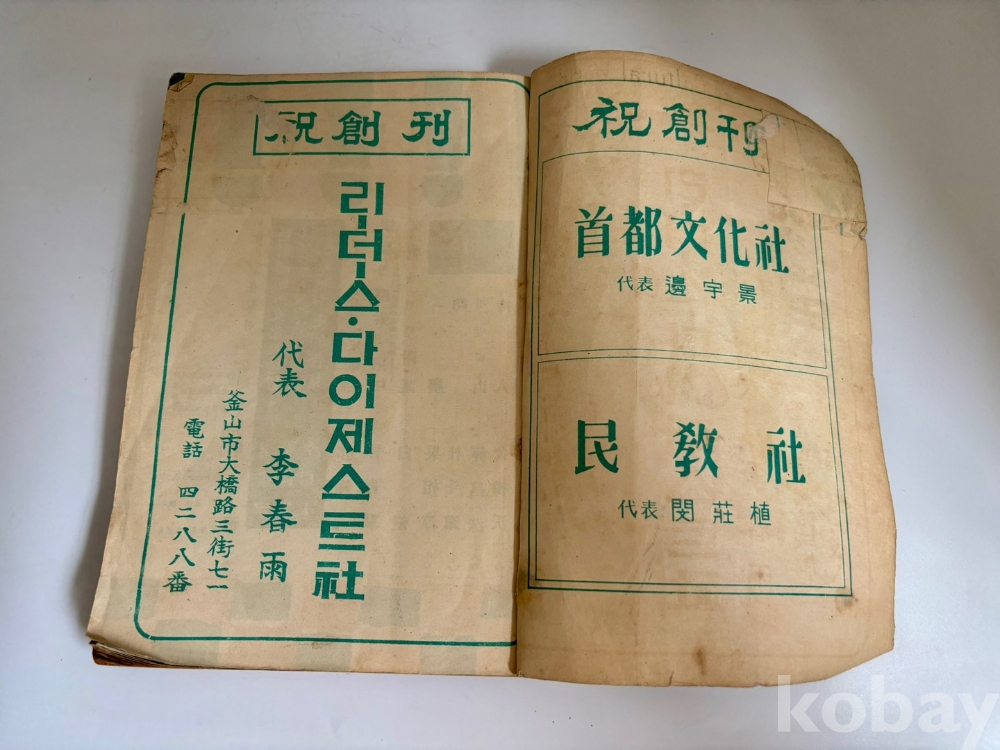 祝創刊
리더스·다이제스트社
代表 李春雨
釜山市大橋路三街七一
電話 四二八八番
祝創刊
首都文化社
代表 邊宇景
民敎社
代表 閔莊植
kobay